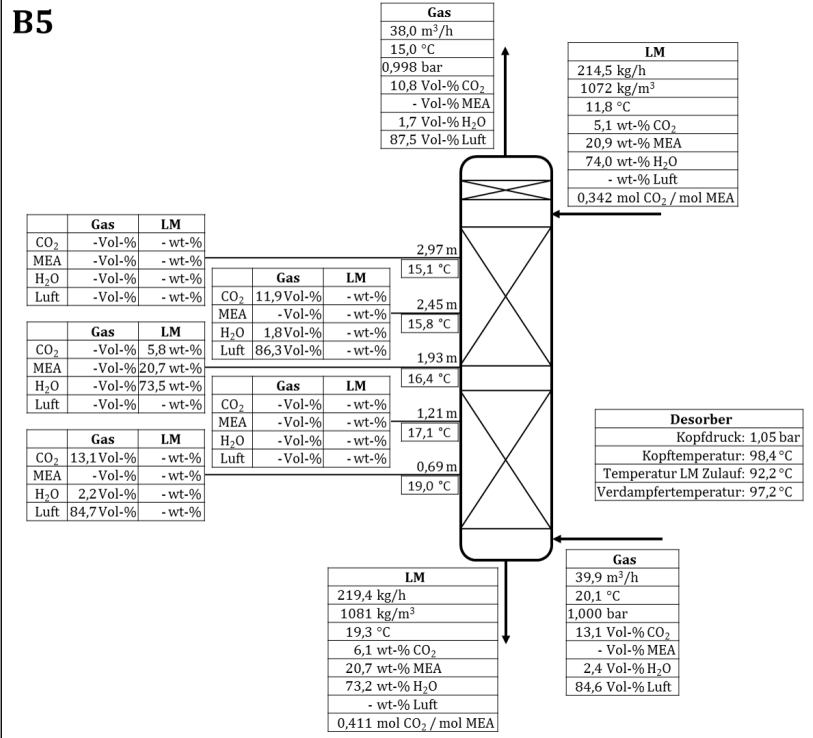 B5
Gas
38,0 m³/h
15,0 °C
0,998 bar
10,8 Vol-% CO₂
- Vol-% MEA
1,7 Vol-% H₂O
87,5 Vol-% Luft
LM
214,5 kg/h
1072 kg/m³
11,8 °C
5,1 wt-% CO₂
20,9 wt-% MEA
74,0 wt-% H₂O
- wt-% Luft
0,342 mol CO₂ / mol MEA
Gas LM
CO₂ -Vol-% - wt-%
MEA -Vol-% - wt-%
H₂O -Vol-% - wt-%
Luft -Vol-% - wt-%
2,97 m
15,1 °C
Gas LM
CO₂ 11,9 Vol-% - wt-%
MEA -Vol-% - wt-%
H₂O 1,8 Vol-% - wt-%
Luft 86,3 Vol-% - wt-%
2,45 m
15,8 °C
Gas LM
CO₂ -Vol-% 5,8 wt-%
MEA -Vol-% 20,7 wt-%
H₂O -Vol-% 73,5 wt-%
Luft -Vol-% - wt-%
1,93 m
16,4 °C
Gas LM
CO₂ -Vol-% - wt-%
MEA -Vol-% - wt-%
H₂O -Vol-% - wt-%
Luft -Vol-% - wt-%
1,21 m
17,1 °C
Gas LM
CO₂ 13,1 Vol-% - wt-%
MEA -Vol-% - wt-%
H₂O 2,2 Vol-% - wt-%
Luft 84,7 Vol-% - wt-%
0,69 m
19,0 °C
Desorber
Kopfdruck: 1,05 bar
Kopftemperatur: 98,4 °C
Temperatur LM Zulauf: 92,2 °C
Verdampfertemperatur: 97,2 °C
LM
219,4 kg/h
1081 kg/m³
19,3 °C
6,1 wt-% CO₂
20,7 wt-% MEA
73,2 wt-% H₂O
- wt-% Luft
0,411 mol CO₂ / mol MEA
Gas
39,9 m³/h
20,1 °C
1,000 bar
13,1 Vol-% CO₂
- Vol-% MEA
2,4 Vol-% H₂O
84,6 Vol-% Luft